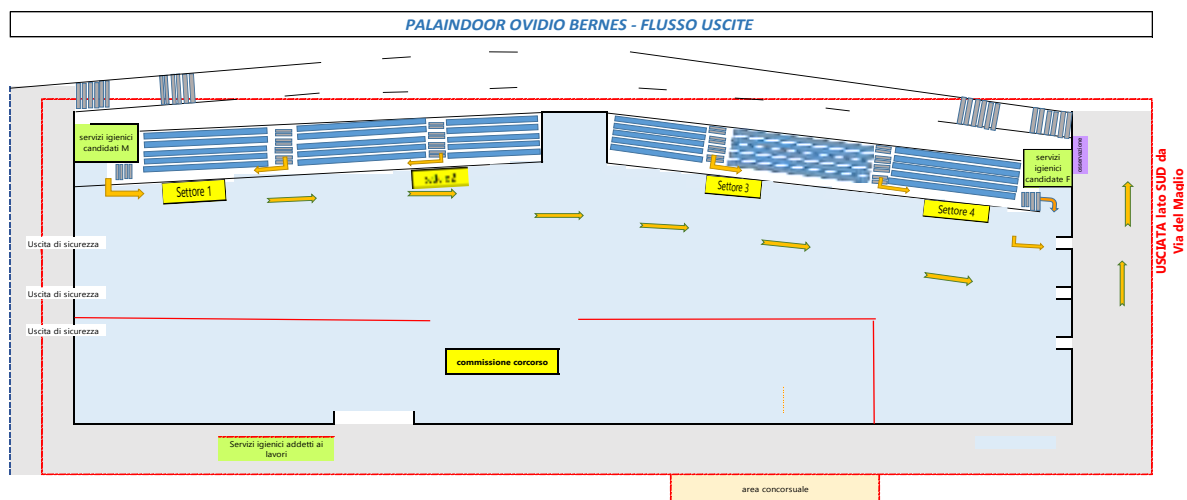 PALAINDOOR OVIDIO BERNES - FLUSSO USCITE
servizi igienici
candidati M
Settore 1
Settore 3
Settore 4
servizi
igienici
candidate F
osservazione
USCIATA lato SUD da
Via del Maglio
Uscita di sicurezza
Uscita di sicurezza
Uscita di sicurezza
commissione corcorso
Servizi igienici addetti ai
lavori
area concorsuale